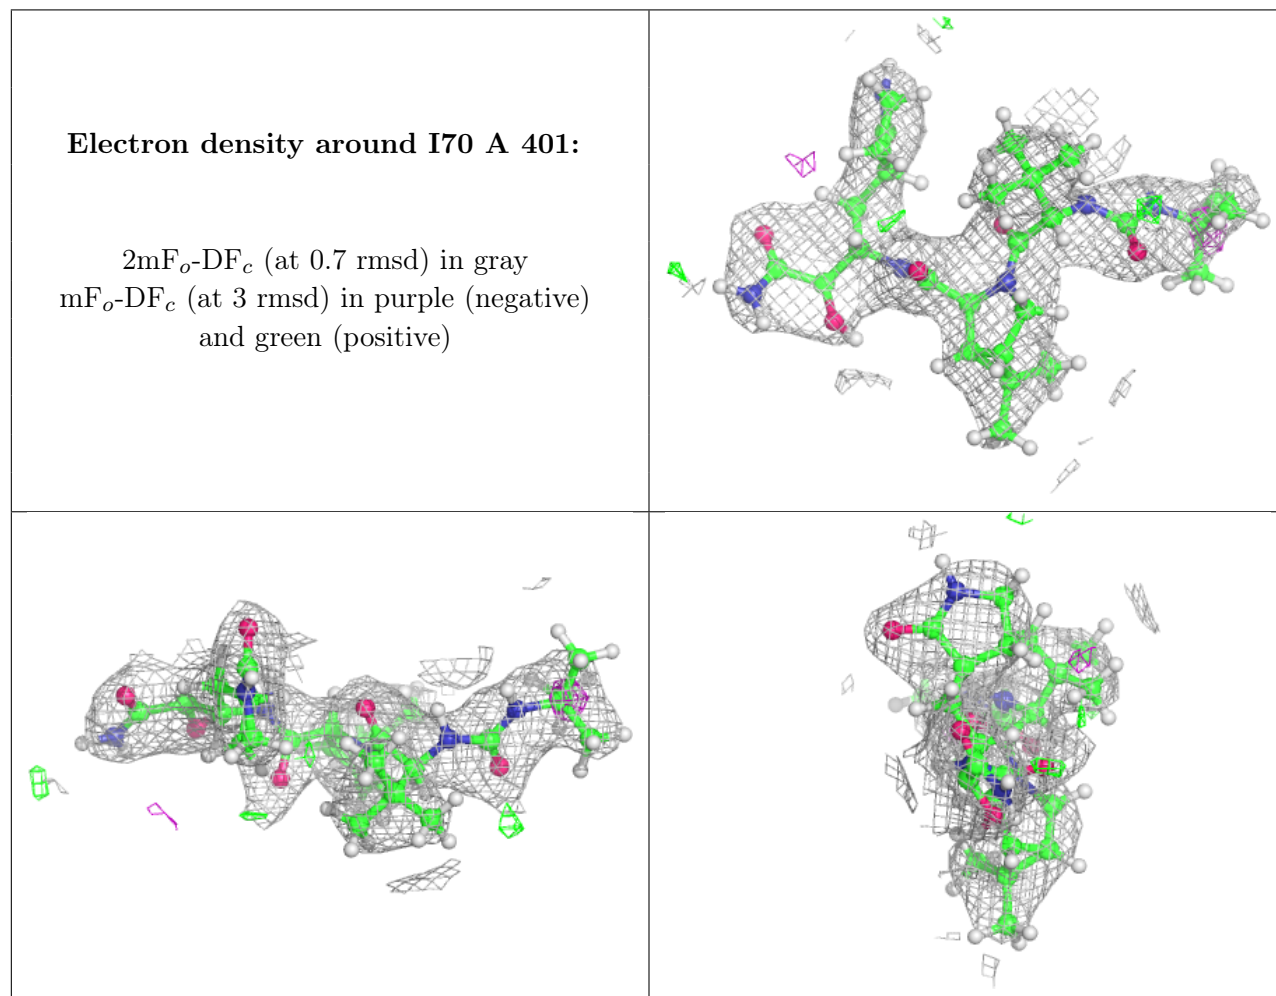 Electron density around I70 A 401:
2mFo-DFc (at 0.7 rmsd) in gray
mFo-DFc (at 3 rmsd) in purple (negative)
and green (positive)